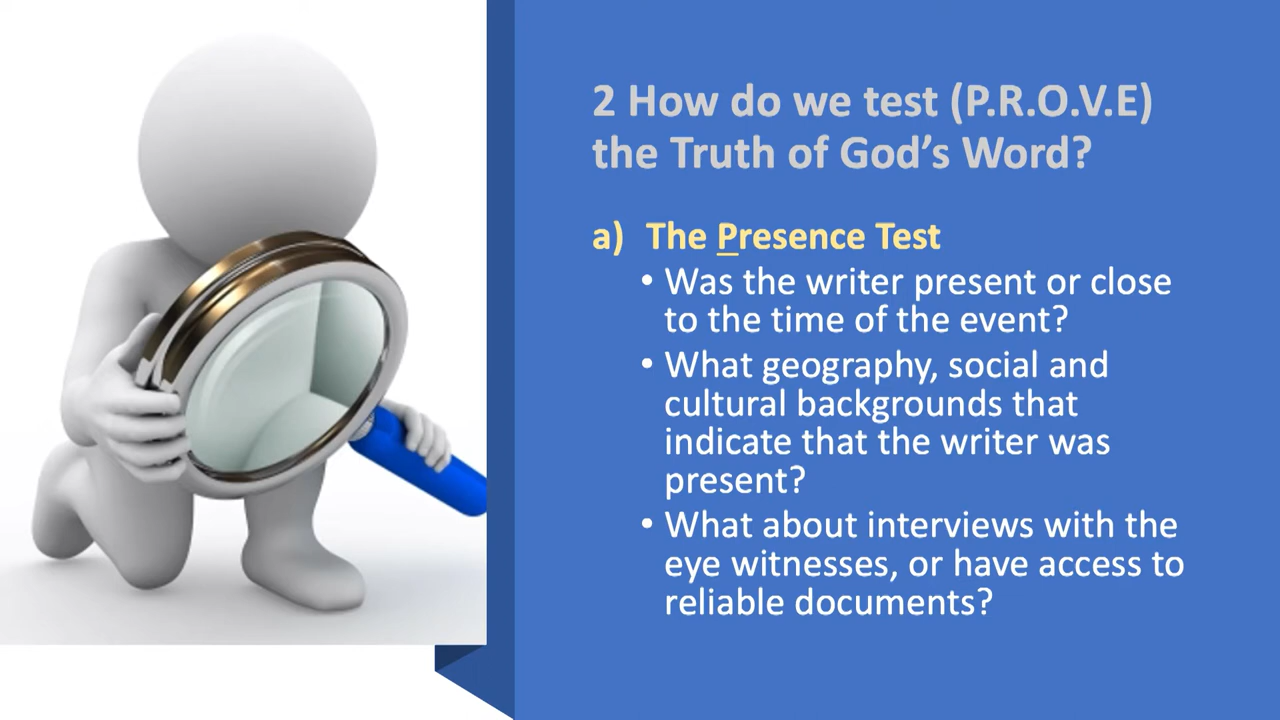 2 How do we test (P.R.O.V.E)
the Truth of God’s Word?
a) The Presence Test
• Was the writer present or close
to the time of the event?
• What geography, social and
cultural backgrounds that
indicate that the writer was
present?
• What about interviews with the
eye witnesses, or have access to
reliable documents?